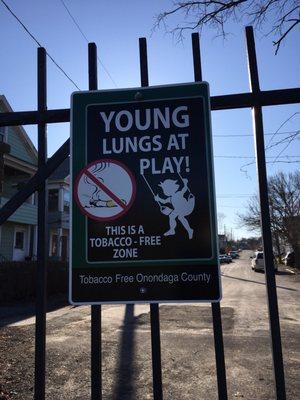 YOUNG
LUNGS AT
PLAY!
THIS IS A
TOBACCO - FREE
ZONE
Tobacco Free Onondaga County